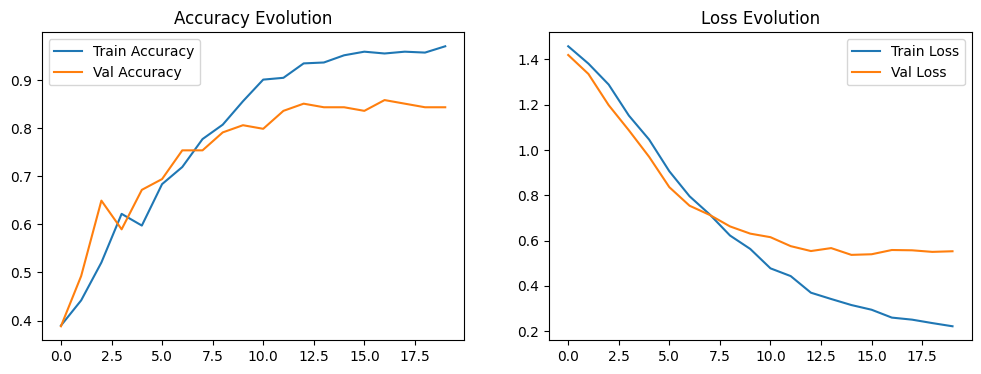 Accuracy Evolution
Train Accuracy
Val Accuracy
0.9
0.8
0.7
0.6
0.5
0.4
0.0 2.5 5.0 7.5 10.0 12.5 15.0 17.5
Loss Evolution
Train Loss
Val Loss
1.4
1.2
1.0
0.8
0.6
0.4
0.2
0.0 2.5 5.0 7.5 10.0 12.5 15.0 17.5